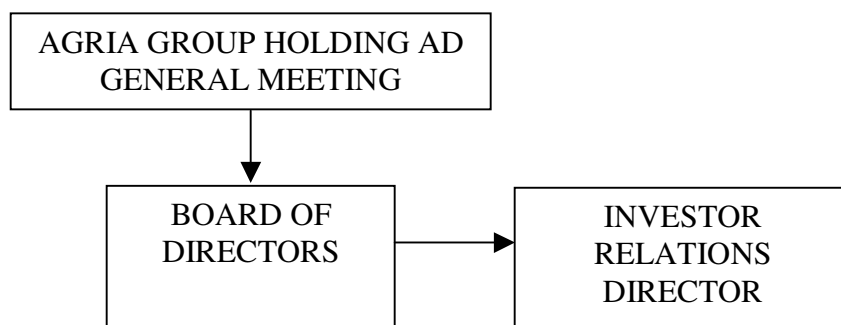 AGRIA GROUP HOLDING AD
GENERAL MEETING
BOARD OF
DIRECTORS
INVESTOR
RELATIONS
DIRECTOR